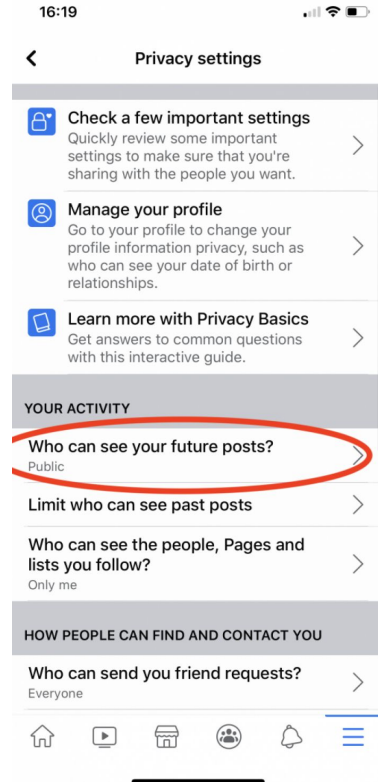 16:19
Privacy settings
Check a few important settings
Quickly review some important
settings to make sure that you're
sharing with the people you want.
Manage your profile
Go to your profile to change your
profile information privacy, such as
who can see your date of birth or
relationships.
Learn more with Privacy Basics
Get answers to common questions
with this interactive guide.
YOUR ACTIVITY
Who can see your future posts?
Public
Limit who can see past posts
Who can see the people, Pages and
lists you follow?
Only me
HOW PEOPLE CAN FIND AND CONTACT YOU
Who can send you friend requests?
Everyone